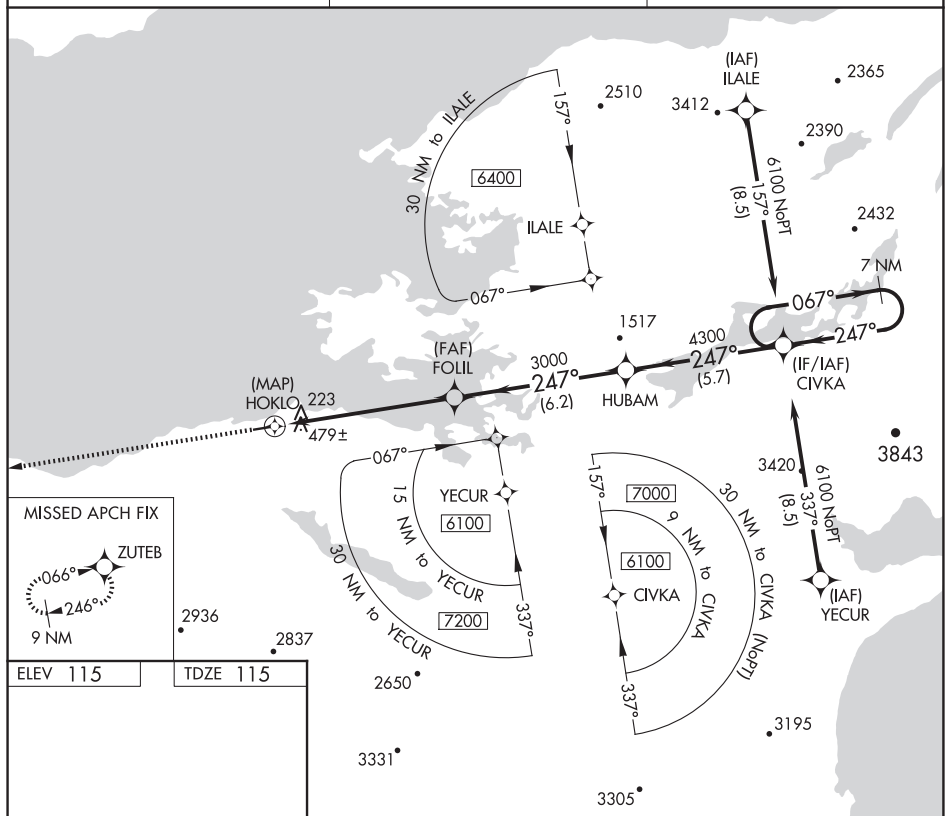 (IAF)
ILALE
2365
2510
3412
2390
157°
30 NM to ILALE
6400
6100 NoPT
157°
(8.5)
ILALE
2432
7 NM
067°
067°
1517
4300
247°
(5.7)
247°
(IF/IAF)
CIVKA
3000
247°
(6.2)
HUBAM
(FAF)
FOLIL
(MAP)
HOKLO
223
479±
3843
067°
YECUR
15 NM to YECUR
6100
30 NM to YECUR
7200
337°
157°
7000
30 NM to CIVKA (NoPT)
9 NM to CIVKA
6100
CIVKA
337°
3420
6100 NoPT
337°
(8.5)
(IAF)
YECUR
MISSED APCH FIX
ZUTEB
066°
246°
9 NM
2936
2837
2650
ELEV 115
TDZE 115
3195
3331
3305